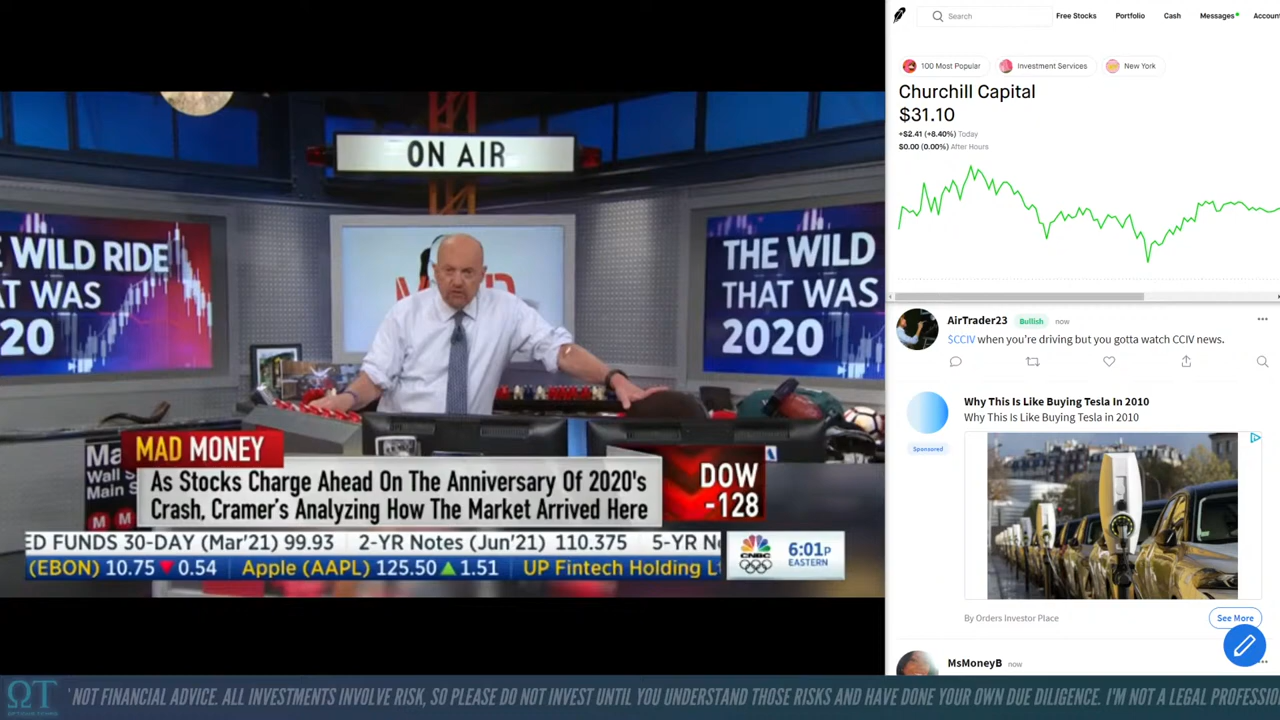 ON AIR
E WILD RIDE
AT WAS
20
THE WILD
THAT WAS
2020
MAD MONEY
As Stocks Charge Ahead On The Anniversary Of 2020's
Crash, Cramer's Analyzing How The Market Arrived Here
DOW
-128
Ma
Wall S
Main S
ED FUNDS 30-DAY (Mar'21) 99.93 2-YR Notes (Jun'21) 110.375 5-YR N
(EBON) 10.75 ▼ 0.54 Apple (AAPL) 125.50 ▲ 1.51 UP Fintech Holding Lt
CNBC
6:01P
EASTERN
Search
Free Stocks
Portfolio
Cash
Messages
Accoun
100 Most Popular
Investment Services
New York
Churchill Capital
$31.10
+$2.41 (+8.40%) Today
$0.00 (0.00%) After Hours
AirTrader23 Bullish now
$CCIV when you're driving but you gotta watch CCIV news.
Why This Is Like Buying Tesla In 2010
Why This Is Like Buying Tesla in 2010
Sponsored
By Orders Investor Place
See More
MsMoneyB now
ΩT
NOT FINANCIAL ADVICE. ALL INVESTMENTS INVOLVE RISK, SO PLEASE DO NOT INVEST UNTIL YOU UNDERSTAND THOSE RISKS AND HAVE DONE YOUR OWN DUE DILIGENCE. I'M NOT A LEGAL PROFESSIO